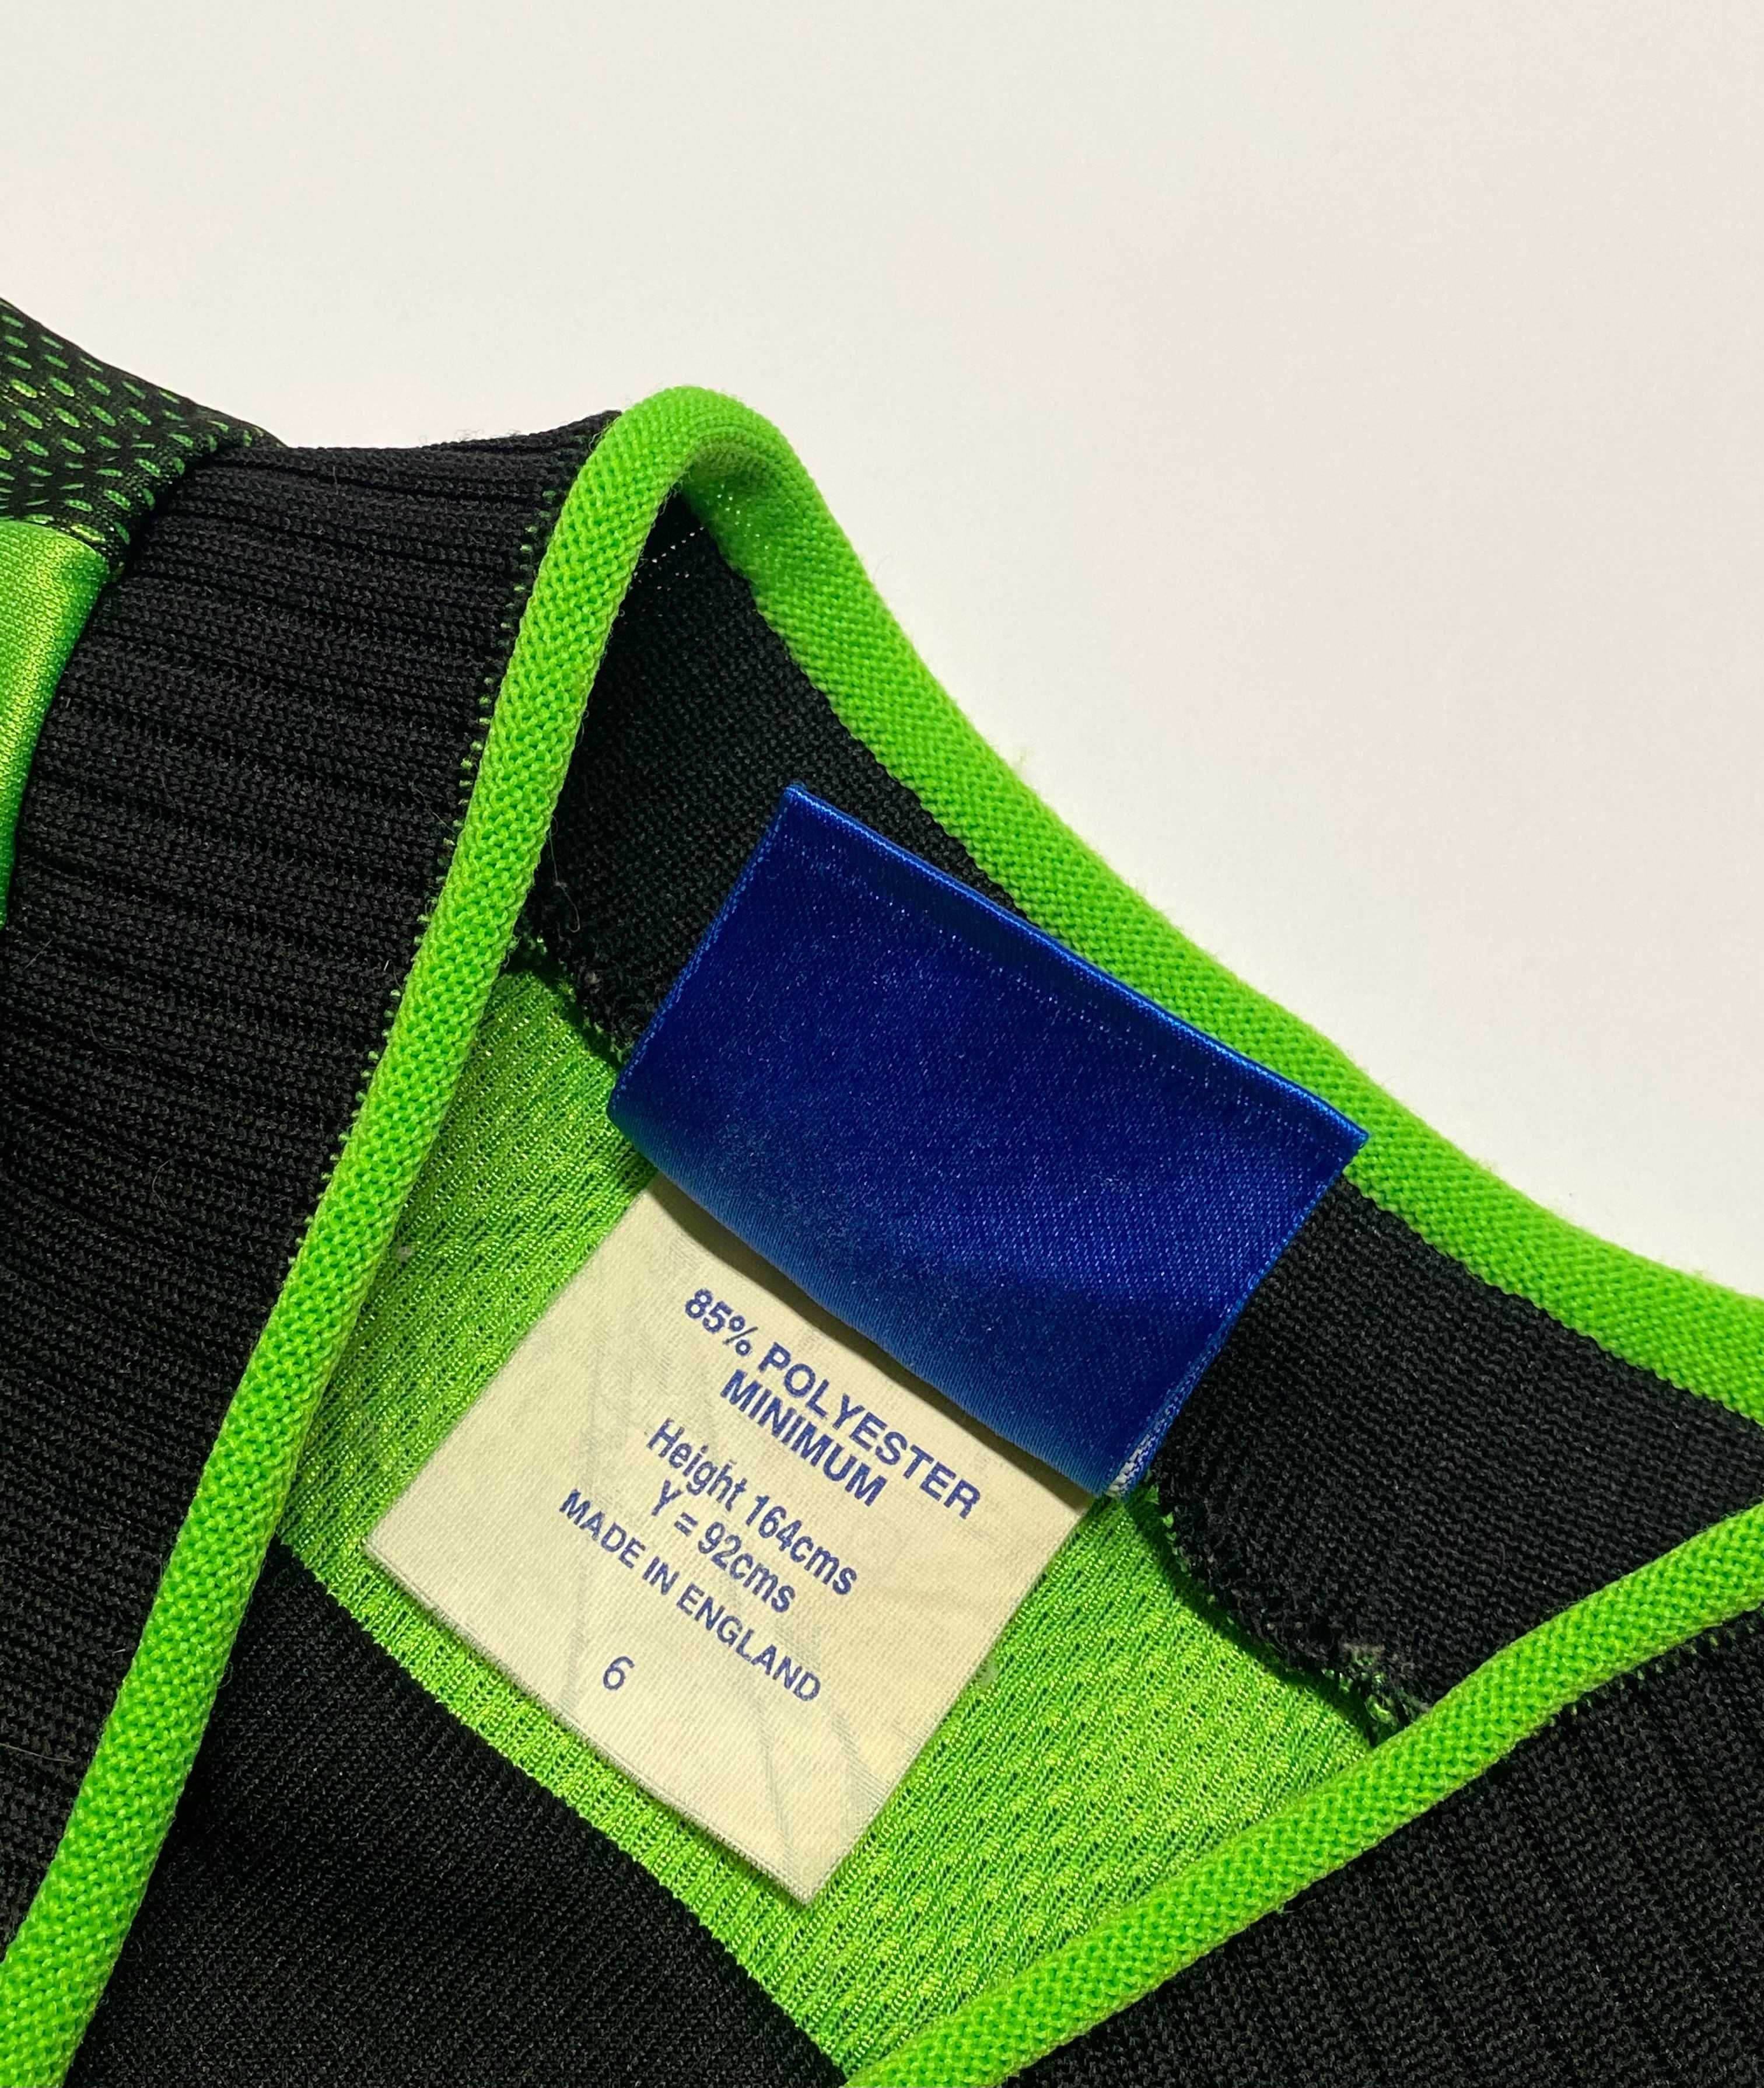 85% POLYESTER
MINIMUM
Height 164cms
Y = 92cms
MADE IN ENGLAND
6